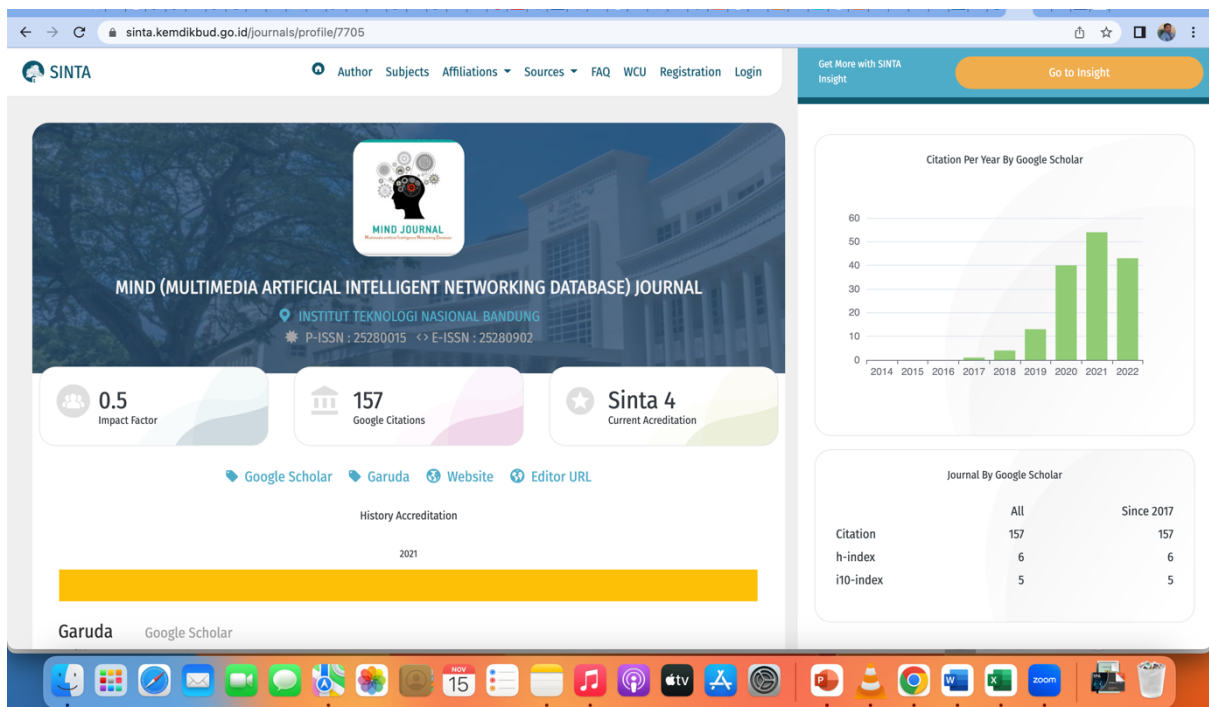 sinta.kemdikbud.go.id/journals/profile/7705
SINTA
Author Subjects Affiliations Sources FAQ WCU Registration Login
Get More with SINTA
Insight
Go to Insight
MIND JOURNAL
MIND (MULTIMEDIA ARTIFICIAL INTELLIGENT NETWORKING DATABASE) JOURNAL
INSTITUT TEKNOLOGI NASIONAL BANDUNG
P-ISSN : 25280015 <> E-ISSN : 25280902
0.5
Impact Factor
157
Google Citations
Sinta 4
Current Acreditation
Google Scholar Garuda Website Editor URL
History Accreditation
2021
Garuda Google Scholar
Citation Per Year By Google Scholar
60
50
40
30
20
10
0
2014 2015 2016 2017 2018 2019 2020 2021 2022
Journal By Google Scholar
All Since 2017
Citation 157 157
h-index 6 6
i10-index 5 5
NOV
15
tv
P
W
X
zoom